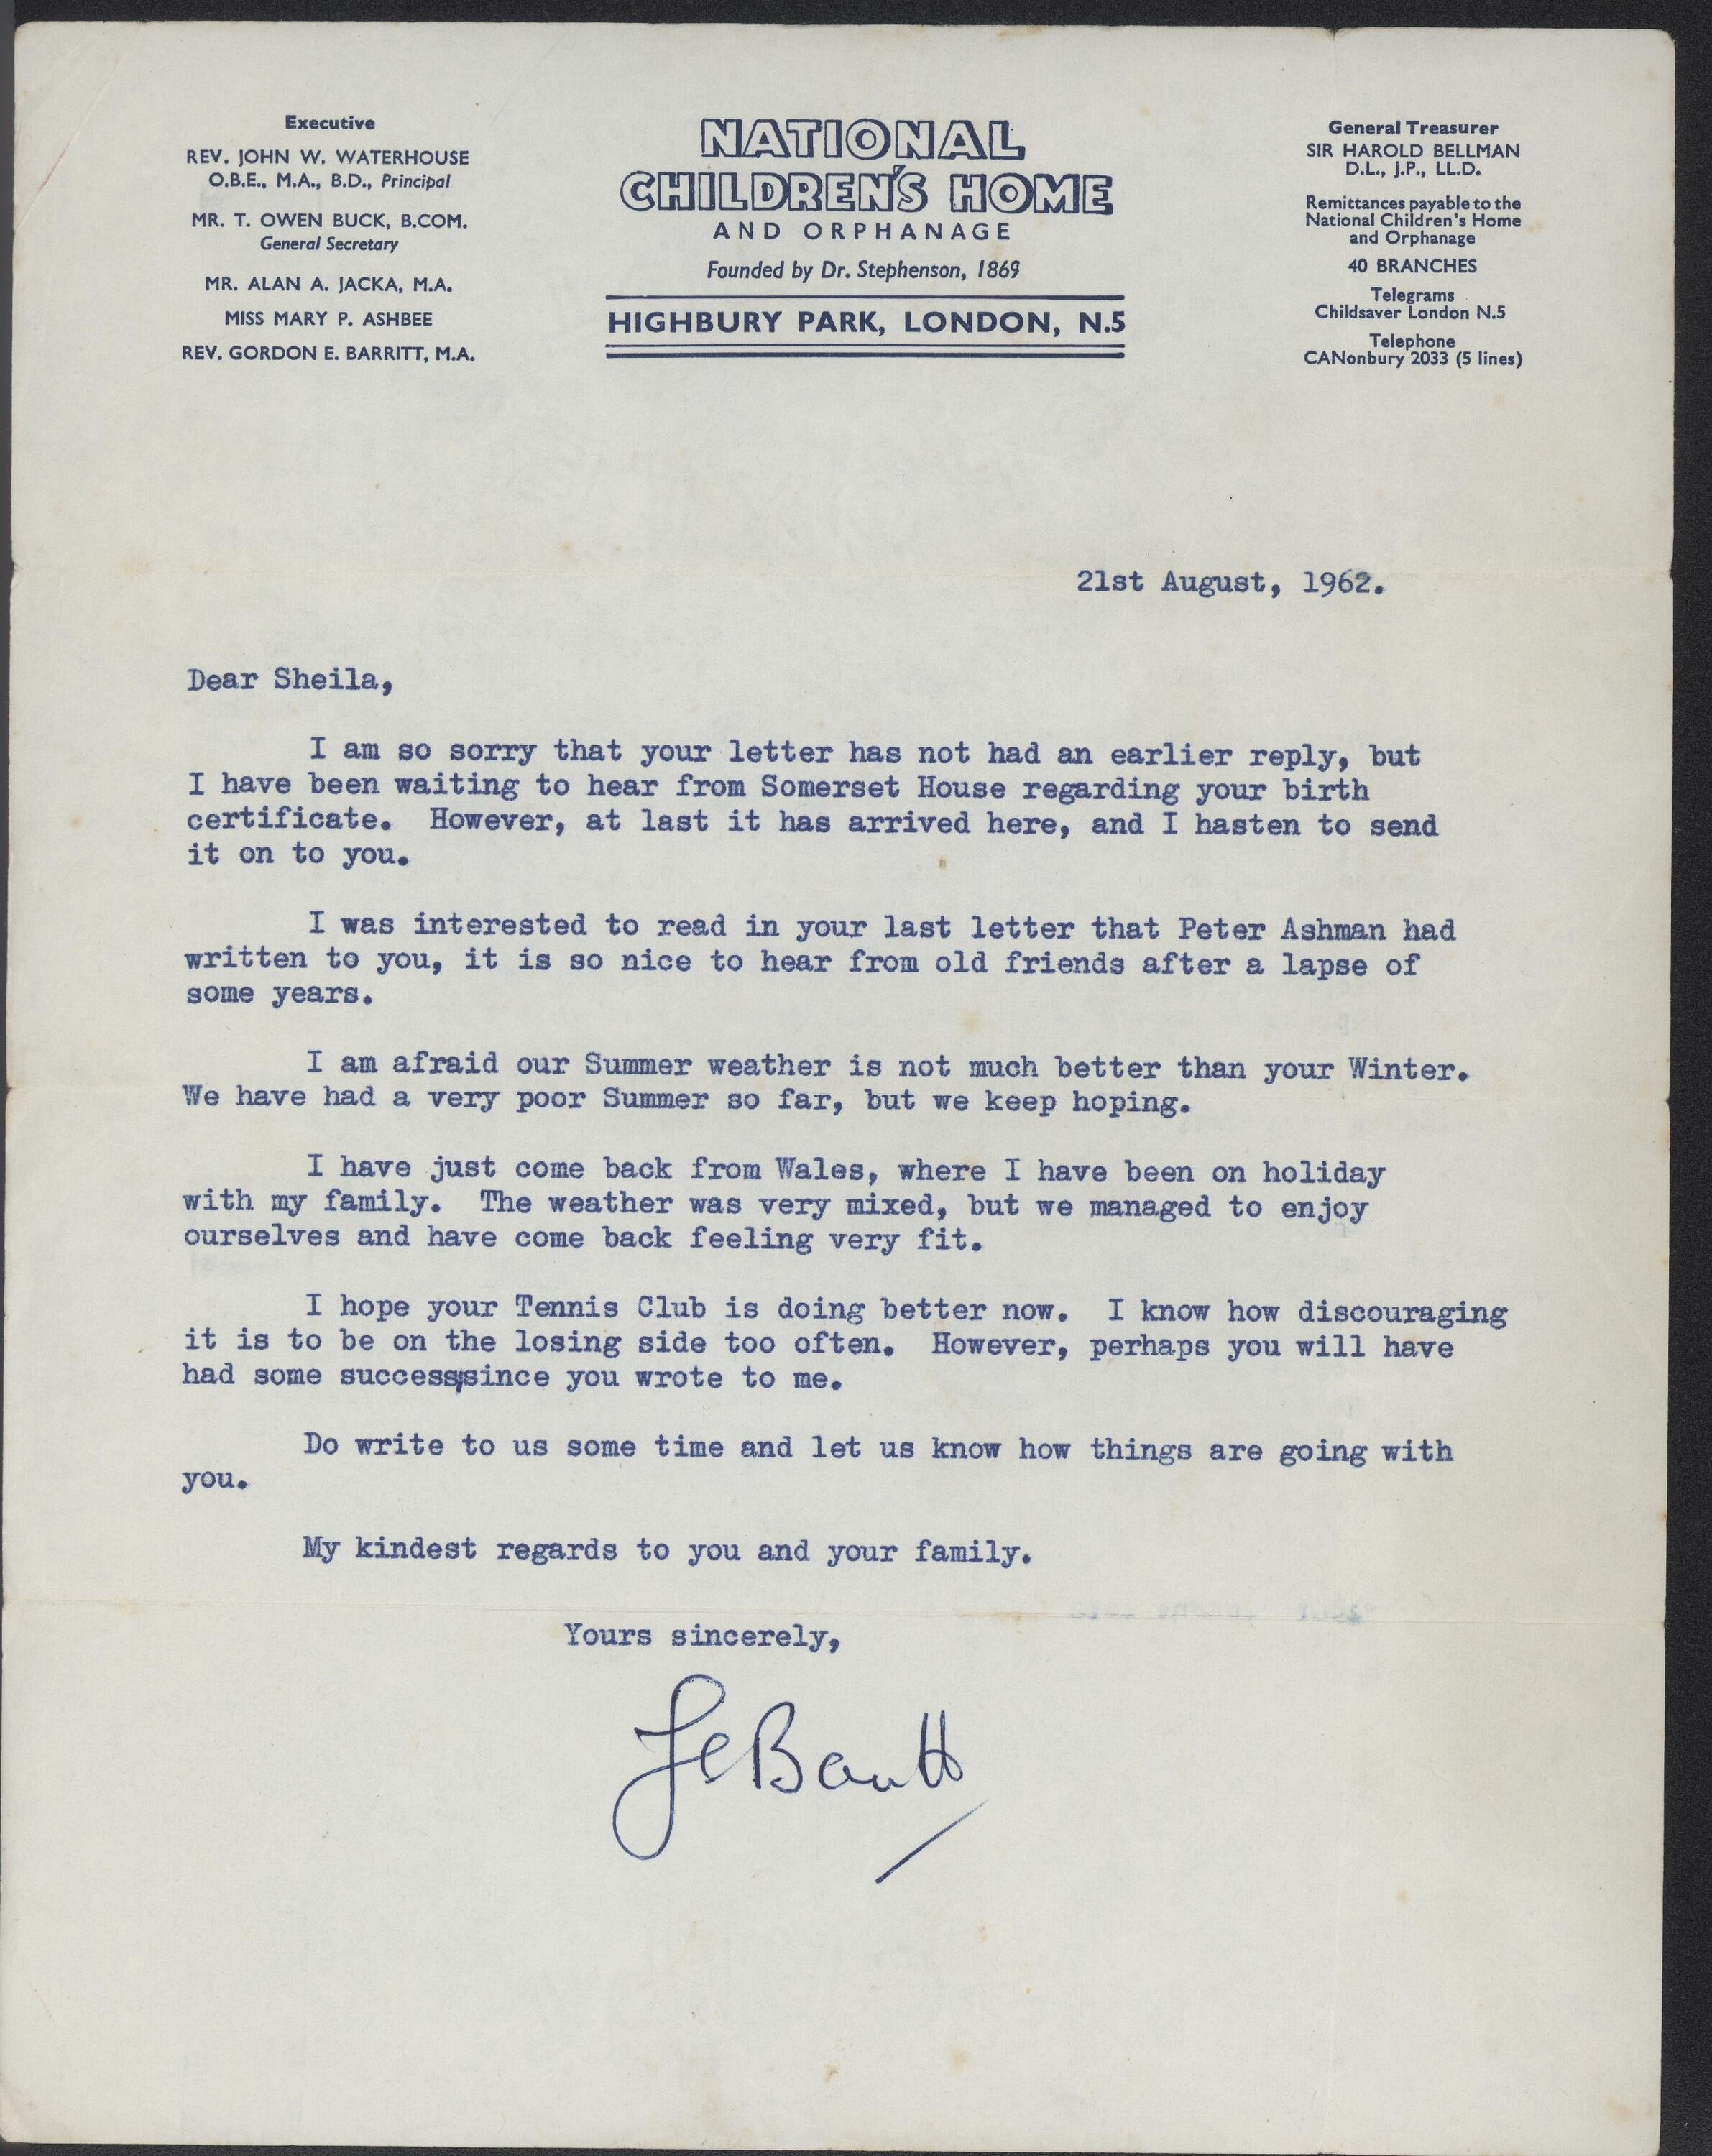 Executive
REV. JOHN W. WATERHOUSE
O.B.E., M.A., B.D., Principal
MR. T. OWEN BUCK, B.COM.
General Secretary
MR. ALAN A. JACKA, M.A.
MISS MARY P. ASHBEE
REV. GORDON E. BARRITT, M.A.
NATIONAL
CHILDREN'S HOME
AND ORPHANAGE
Founded by Dr. Stephenson, 1869
HIGHBURY PARK, LONDON, N.5
General Treasurer
SIR HAROLD BELLMAN
D.L., J.P., LL.D.
Remittances payable to the
National Children's Home
and Orphanage
40 BRANCHES
Telegrams
Childsaver London N.5
Telephone
CANonbury 2033 (5 lines)
21st August, 1962.
Dear Sheila,
I am so sorry that your letter has not had an earlier reply, but
I have been waiting to hear from Somerset House regarding your birth
certificate. However, at last it has arrived here, and I hasten to send
it on to you.
I was interested to read in your last letter that Peter Ashman had
written to you, it is so nice to hear from old friends after a lapse of
some years.
I am afraid our Summer weather is not much better than your Winter.
We have had a very poor Summer so far, but we keep hoping.
I have just come back from Wales, where I have been on holiday
with my family. The weather was very mixed, but we managed to enjoy
ourselves and have come back feeling very fit.
I hope your Tennis Club is doing better now. I know how discouraging
it is to be on the losing side too often. However, perhaps you will have
had some success since you wrote to me.
Do write to us some time and let us know how things are going with
you.
My kindest regards to you and your family.
Yours sincerely,